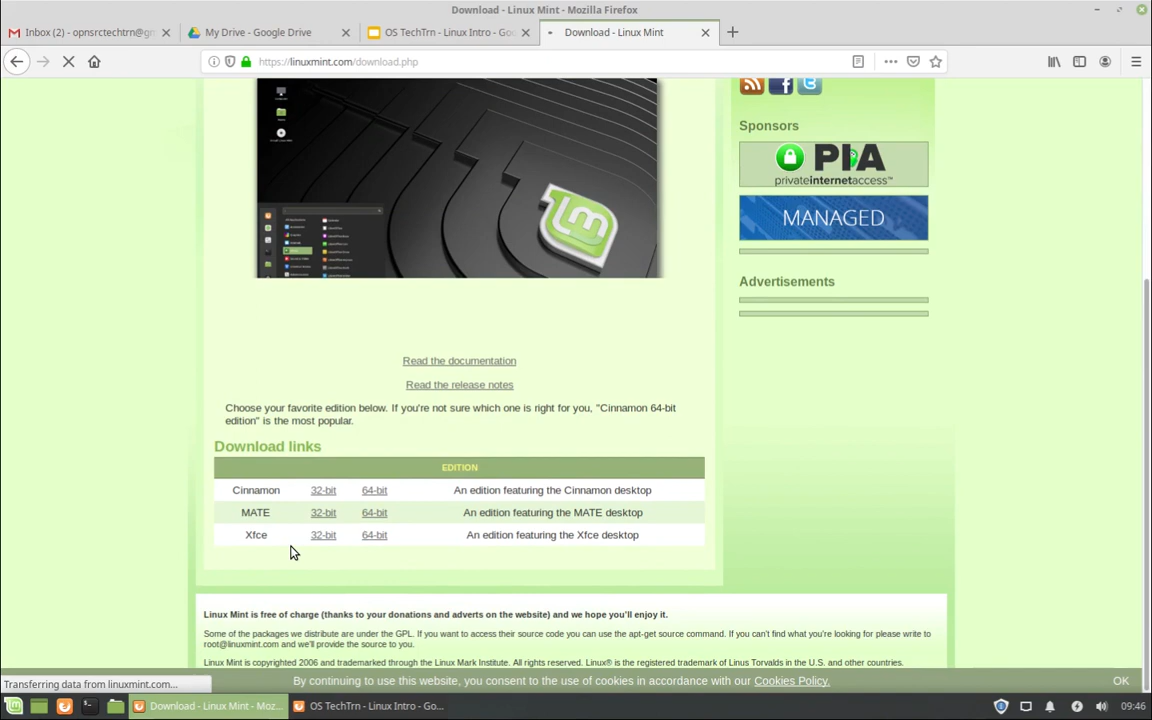 Download - Linux Mint - Mozilla Firefox
Inbox (2) - opnsrctechtrn@gm
My Drive - Google Drive
OS TechTrn - Linux Intro - Goo
Download - Linux Mint
https://linuxmint.com/download.php
Sponsors
PIA
privateinternetaccess™
MANAGED
Advertisements
Read the documentation
Read the release notes
Choose your favorite edition below. If you're not sure which one is right for you, "Cinnamon 64-bit
edition" is the most popular.
Download links
EDITION
Cinnamon 32-bit 64-bit An edition featuring the Cinnamon desktop
MATE 32-bit 64-bit An edition featuring the MATE desktop
Xfce 32-bit 64-bit An edition featuring the Xfce desktop
Linux Mint is free of charge (thanks to your donations and adverts on the website) and we hope you'll enjoy it.
Some of the packages we distribute are under the GPL. If you want to access their source code you can use the apt-get source command. If you can't find what you're looking for please write to
root@linuxmint.com and we'll provide the source to you.
Linux Mint is copyrighted 2006 and trademarked through the Linux Mark Institute. All rights reserved. Linux® is the registered trademark of Linus Torvalds in the U.S. and other countries.
Transferring data from linuxmint.com...
By continuing to use this website, you consent to the use of cookies in accordance with our Cookies Policy.
OK
Download - Linux Mint - Moz...
OS TechTrn - Linux Intro - Go...
09:46